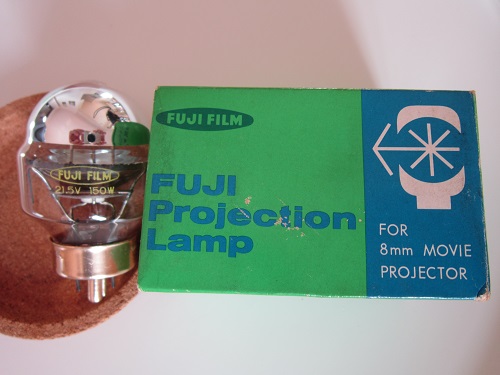 FUJI FILM
21.5V 150W
FUJI FILM
FUJI
Projection
Lamp
FOR
8mm MOVIE
PROJECTOR